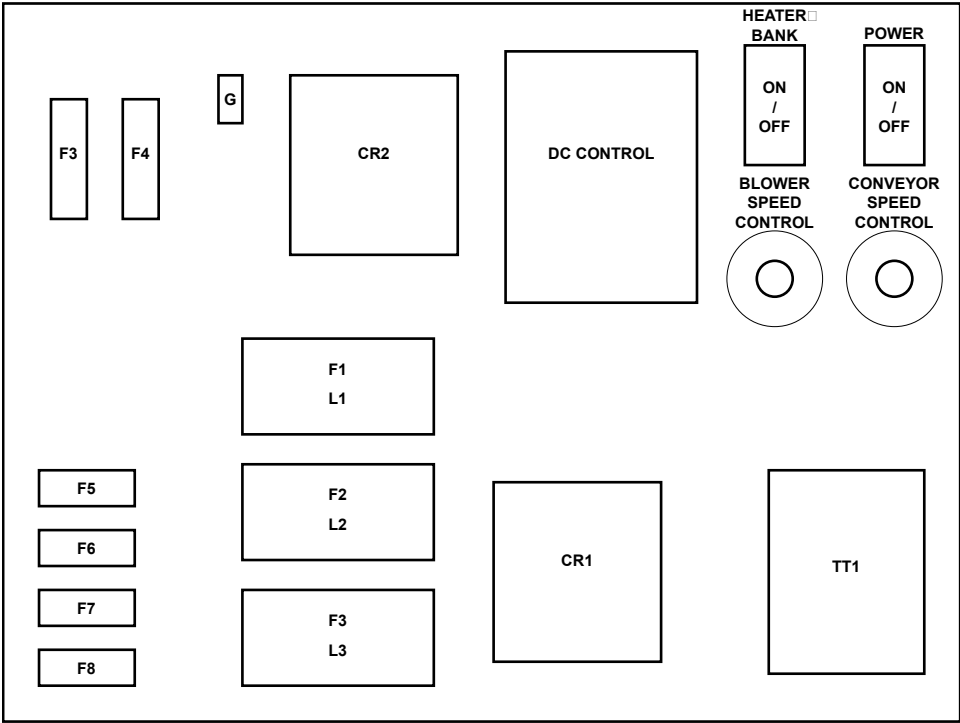 HEATER□
BANK
POWER
ON
/
OFF
ON
/
OFF
G
F3
F4
CR2
DC CONTROL
BLOWER
SPEED
CONTROL
CONVEYOR
SPEED
CONTROL
F1
L1
F5
F2
L2
F6
CR1
TT1
F7
F3
L3
F8